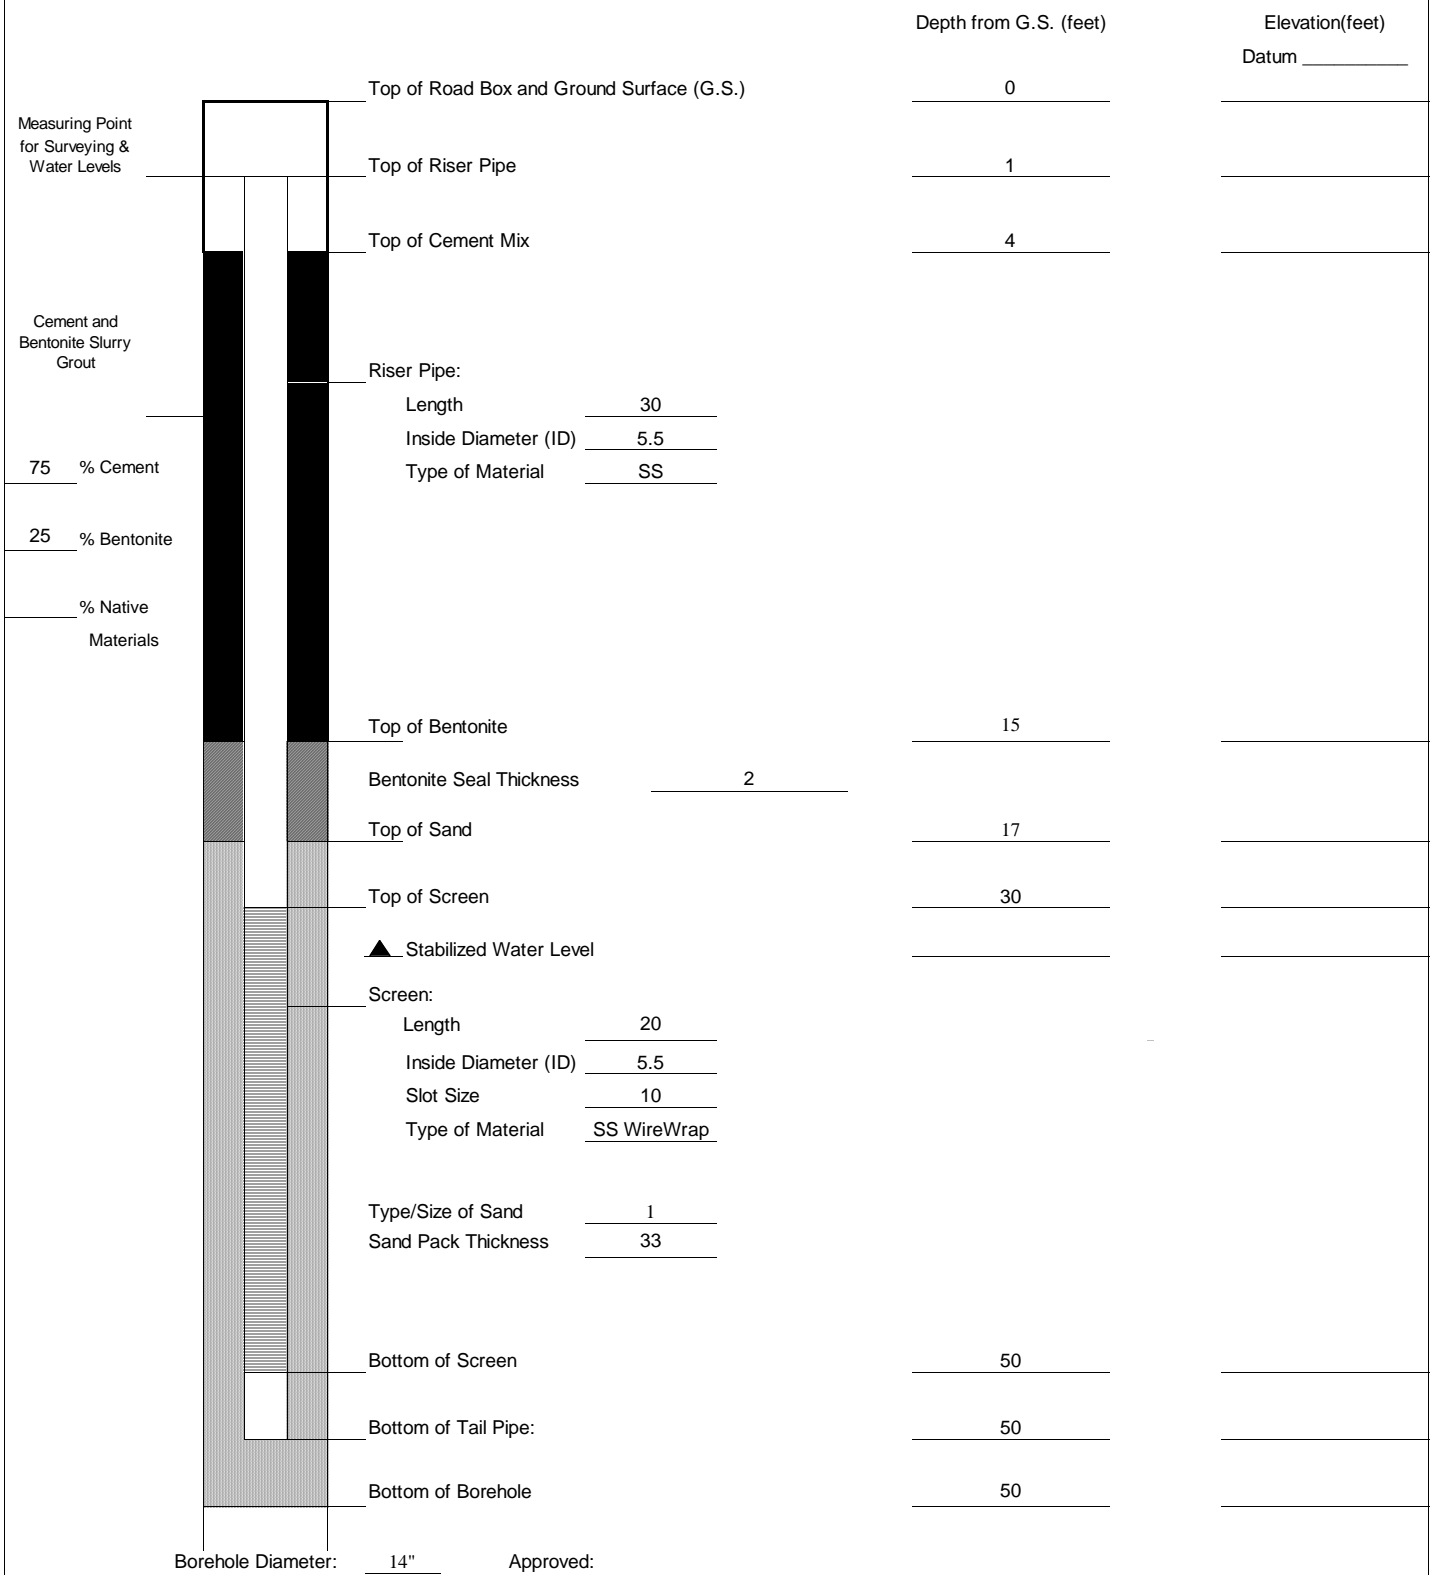 Depth from G.S. (feet) Elevation(feet)
Datum ___________
Top of Road Box and Ground Surface (G.S.) 0
Measuring Point
for Surveying &
Water Levels
Top of Riser Pipe 1
Top of Cement Mix 4
Cement and
Bentonite Slurry
Grout
Riser Pipe:
Length 30
Inside Diameter (ID) 5.5
75 % Cement
Type of Material SS
25 % Bentonite
% Native
Materials
Top of Bentonite 15
Bentonite Seal Thickness 2
Top of Sand 17
Top of Screen 30
Stabilized Water Level
Screen:
Length 20
Inside Diameter (ID) 5.5
Slot Size 10
Type of Material SS WireWrap
Type/Size of Sand 1
Sand Pack Thickness 33
Bottom of Screen 50
Bottom of Tail Pipe: 50
Bottom of Borehole 50
Borehole Diameter: 14" Approved: